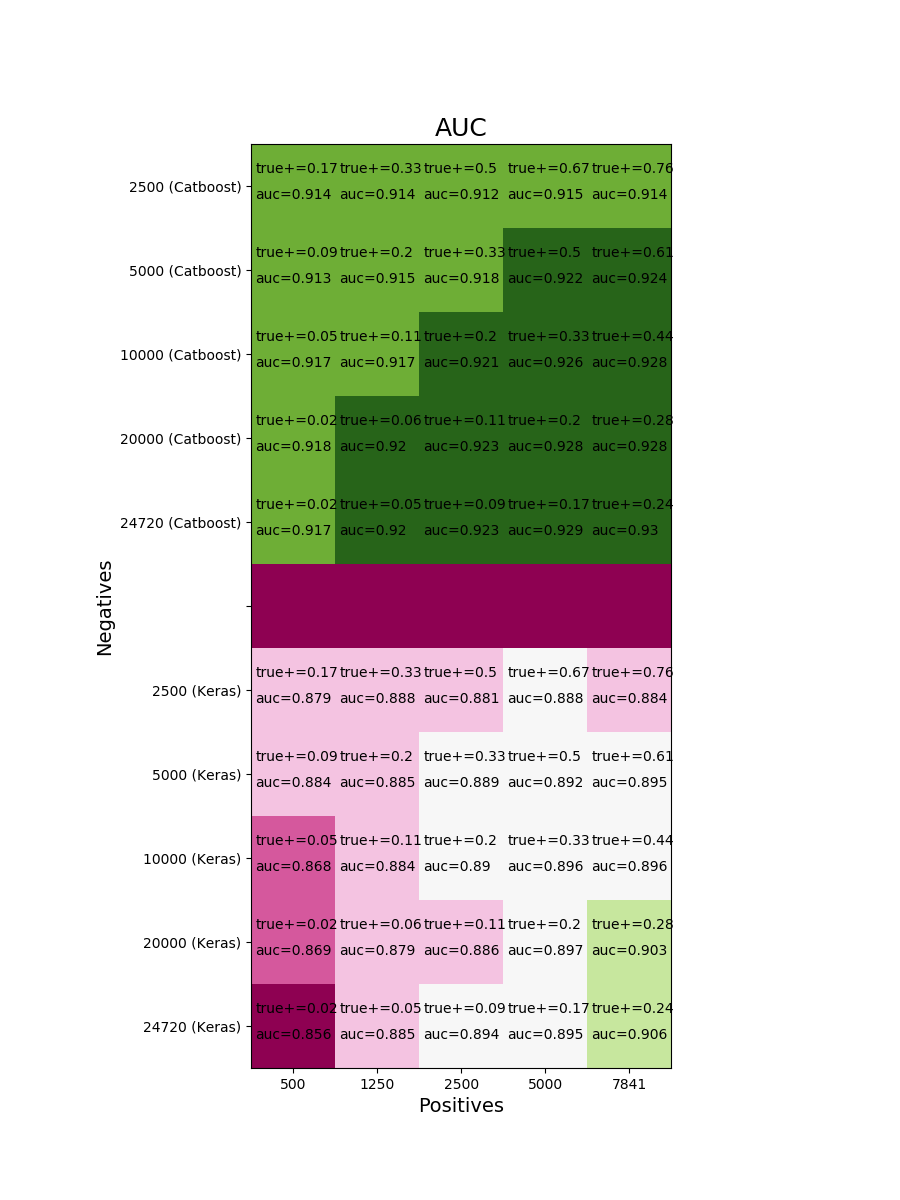 AUC
true+=0.17 true+=0.33 true+=0.5 true+=0.67 true+=0.76
2500 (Catboost)
auc=0.914 auc=0.914 auc=0.912 auc=0.915 auc=0.914
true+=0.09 true+=0.2 true+=0.33 true+=0.5 true+=0.61
5000 (Catboost)
auc=0.913 auc=0.915 auc=0.918 auc=0.922 auc=0.924
true+=0.05 true+=0.11 true+=0.2 true+=0.33 true+=0.44
10000 (Catboost)
auc=0.917 auc=0.917 auc=0.921 auc=0.926 auc=0.928
true+=0.02 true+=0.06 true+=0.11 true+=0.2 true+=0.28
20000 (Catboost)
auc=0.918 auc=0.92 auc=0.923 auc=0.928 auc=0.928
true+=0.02 true+=0.05 true+=0.09 true+=0.17 true+=0.24
24720 (Catboost)
auc=0.917 auc=0.92 auc=0.923 auc=0.929 auc=0.93
Negatives
true+=0.17 true+=0.33 true+=0.5 true+=0.67 true+=0.76
2500 (Keras)
auc=0.879 auc=0.888 auc=0.881 auc=0.888 auc=0.884
true+=0.09 true+=0.2 true+=0.33 true+=0.5 true+=0.61
5000 (Keras)
auc=0.884 auc=0.885 auc=0.889 auc=0.892 auc=0.895
true+=0.05 true+=0.11 true+=0.2 true+=0.33 true+=0.44
10000 (Keras)
auc=0.868 auc=0.884 auc=0.89 auc=0.896 auc=0.896
true+=0.02 true+=0.06 true+=0.11 true+=0.2 true+=0.28
20000 (Keras)
auc=0.869 auc=0.879 auc=0.886 auc=0.897 auc=0.903
true+=0.02 true+=0.05 true+=0.09 true+=0.17 true+=0.24
24720 (Keras)
auc=0.856 auc=0.885 auc=0.894 auc=0.895 auc=0.906
500 1250 2500 5000 7841
Positives